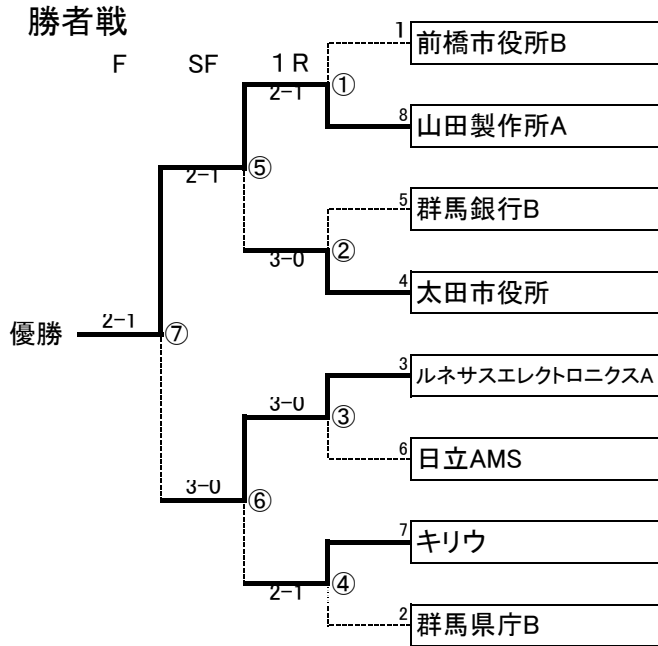 勝者戦
F SF 1R
1 前橋市役所B
2-1 ①
8 山田製作所A
2-1 ⑤
5 群馬銀行B
3-0 ②
4 太田市役所
優勝 2-1 ⑦
3 ルネサスエレクトロニクスA
3-0 ③
6 日立AMS
3-0 ⑥
7 キリウ
2-1 ④
2 群馬県庁B